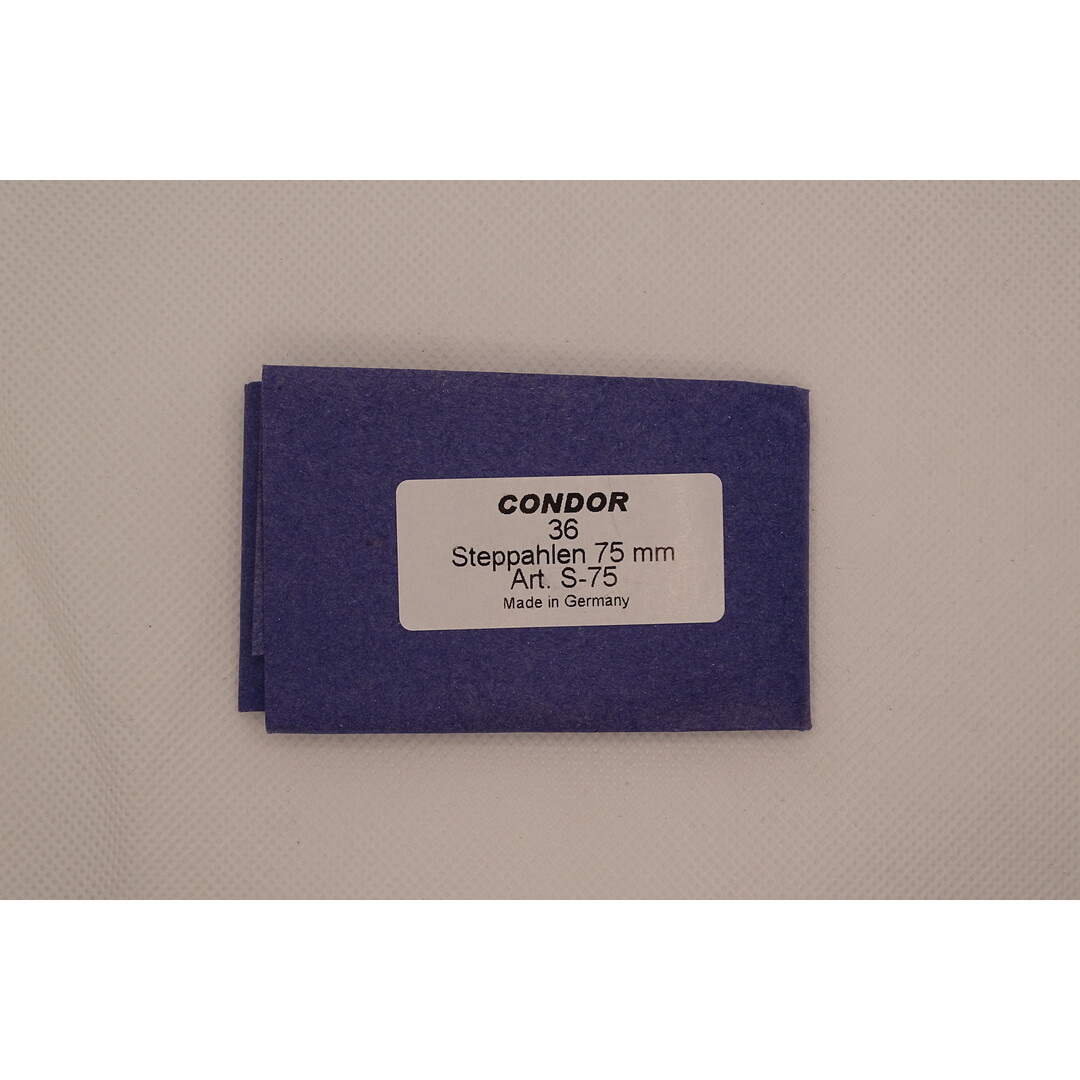 CONDOR
36
Steppahlen 75 mm
Art. S-75
Made in Germany